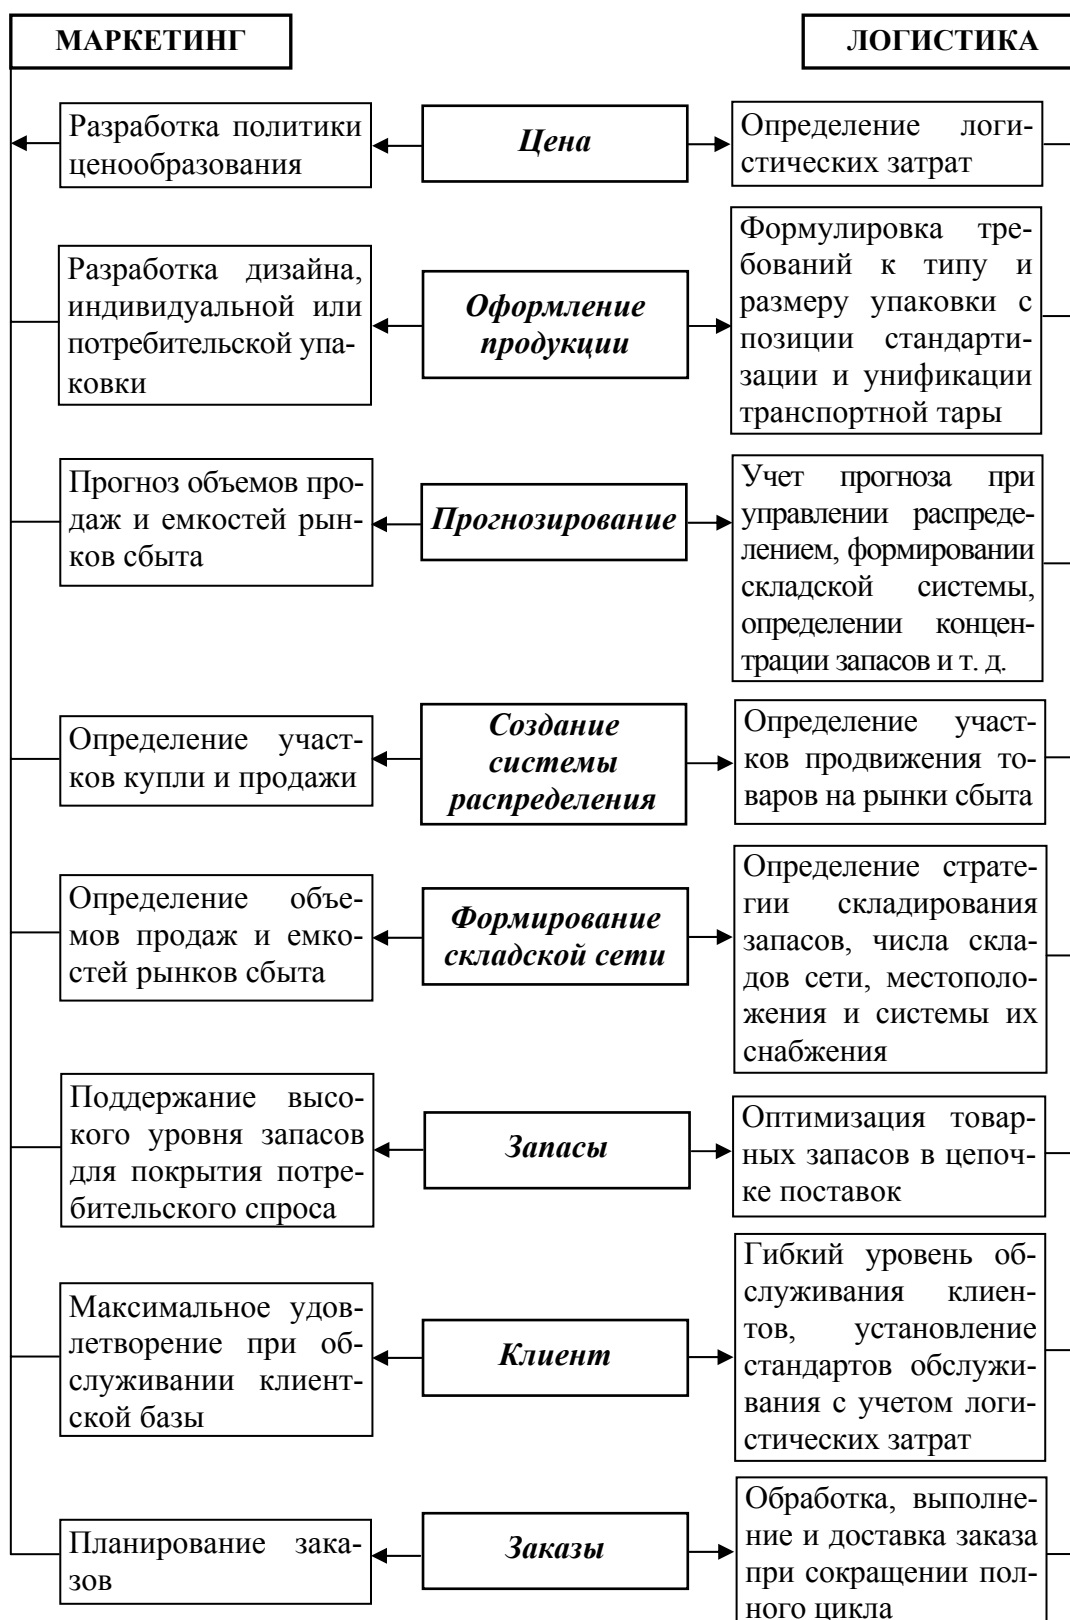 МАРКЕТИНГ
ЛОГИСТИКА
Разработка политики
ценообразования
Цена
Определение логи-
стических затрат
Разработка дизайна,
индивидуальной или
потребительской упа-
ковки
Оформление
продукции
Формулировка тре-
бований к типу и
размеру упаковки с
позиции стандарти-
зации и унификации
транспортной тары
Прогноз объемов про-
даж и емкостей рын-
ков сбыта
Прогнозирование
Учет прогноза при
управлении распреде-
лением, формировании
складской системы,
определении концен-
трации запасов и т. д.
Определение участ-
ков купли и продажи
Создание
системы
распределения
Определение участ-
ков продвижения то-
варов на рынки сбыта
Определение объе-
мов продаж и емко-
стей рынков сбыта
Формирование
складской сети
Определение страте-
гии складирования
запасов, числа скла-
дов сети, местополо-
жения и системы их
снабжения
Поддержание высо-
кого уровня запасов
для покрытия потре-
бительского спроса
Запасы
Оптимизация товар-
ных запасов в цепоч-
ке поставок
Максимальное удов-
летворение при об-
служивании клиент-
ской базы
Клиент
Гибкий уровень об-
служивания клиен-
тов, установление
стандартов обслужи-
вания с учетом логи-
стических затрат
Планирование зака-
зов
Заказы
Обработка, выполне-
ние и доставка заказа
при сокращении пол-
ного цикла